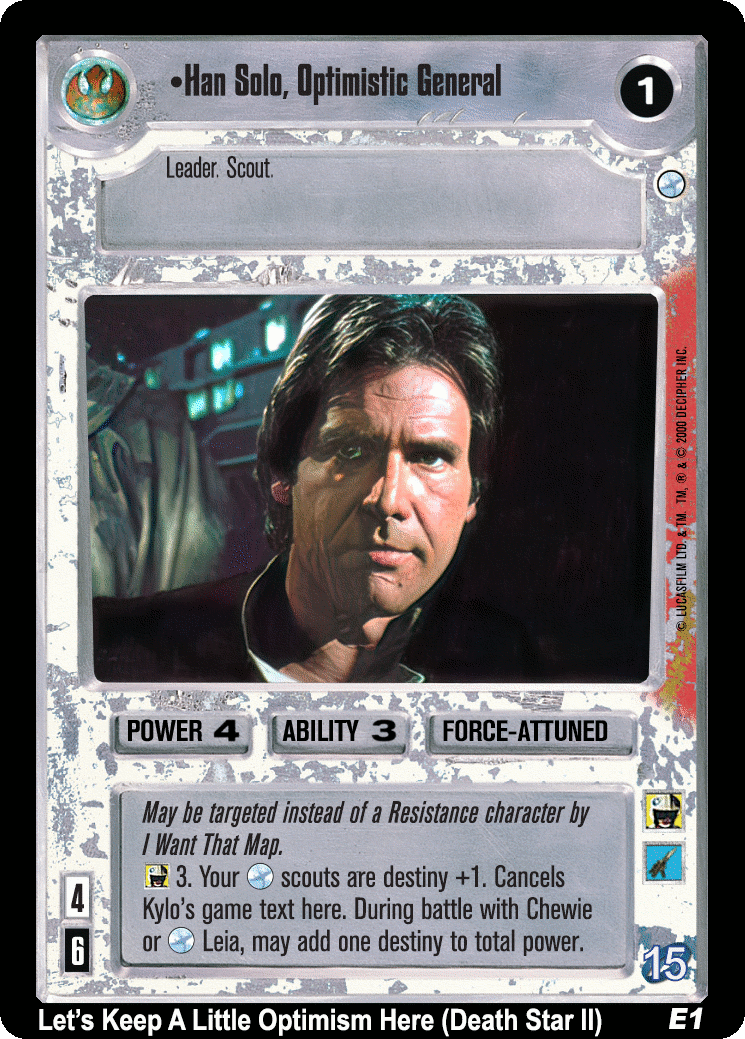 •Han Solo, Optimistic General
1
Leader. Scout.
© LUCASFILM LTD. & TM. TM, ® & © 2000 DECIPHER INC.
POWER 4
ABILITY 3
FORCE-ATTUNED
May be targeted instead of a Resistance character by
I Want That Map.
3. Your scouts are destiny +1. Cancels
Kylo's game text here. During battle with Chewie
or Leia, may add one destiny to total power.
4
6
15
Let's Keep A Little Optimism Here (Death Star II)
E1